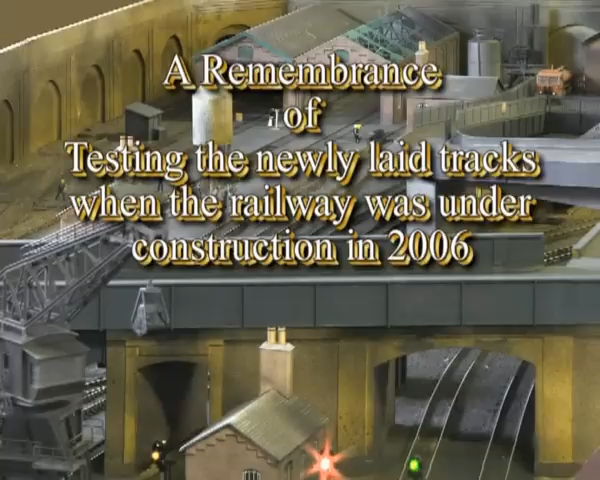 A Remembrance
of
Testing the newly laid tracks
when the railway was under
construction in 2006